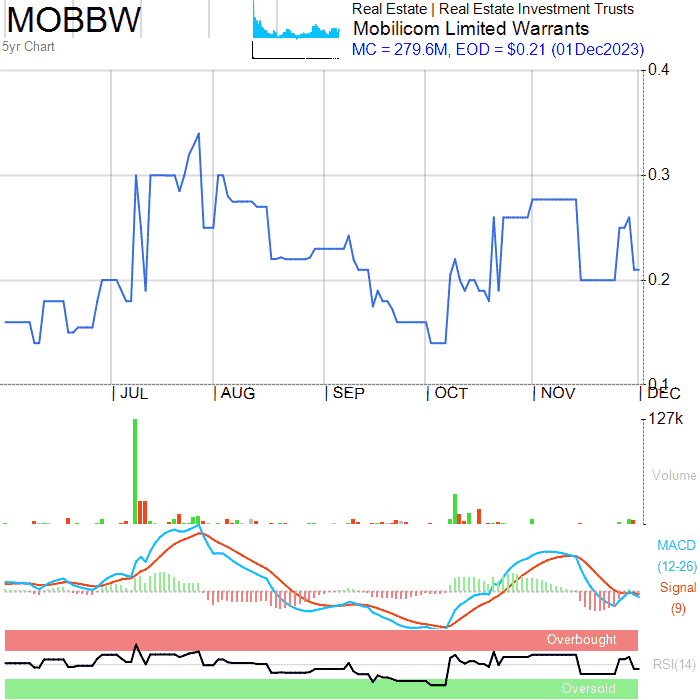 MOBBW
5yr Chart
Real Estate | Real Estate Investment Trusts
Mobilicom Limited Warrants
MC = 279.6M, EOD = $0.21 (01Dec2023)
0.4
0.3
0.2
0.1
JUL
AUG
SEP
OCT
NOV
DEC
127k
Volume
MACD
(12-26)
Signal
(9)
Overbought
RSI(14)
Oversold